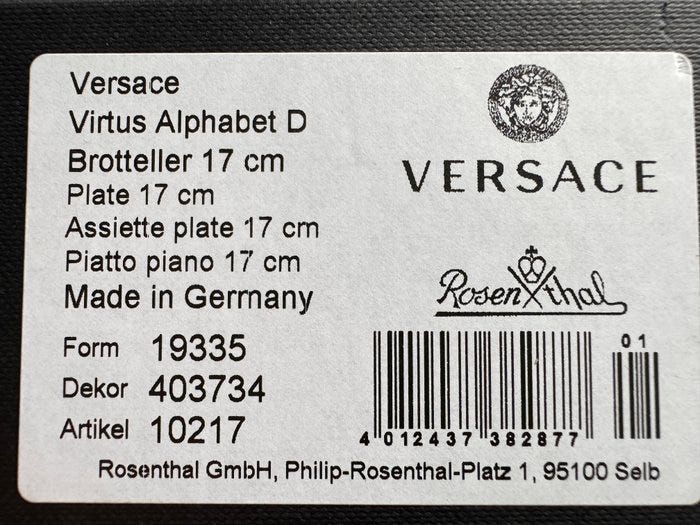 Versace
Virtus Alphabet D
Brotteller 17 cm
Plate 17 cm
Assiette plate 17 cm
Piatto piano 17 cm
Made in Germany
Form 19335
Dekor 403734
Artikel 10217
VERSACE
Rosenthal
01
4 012437 382877
Rosenthal GmbH, Philip-Rosenthal-Platz 1, 95100 Selb